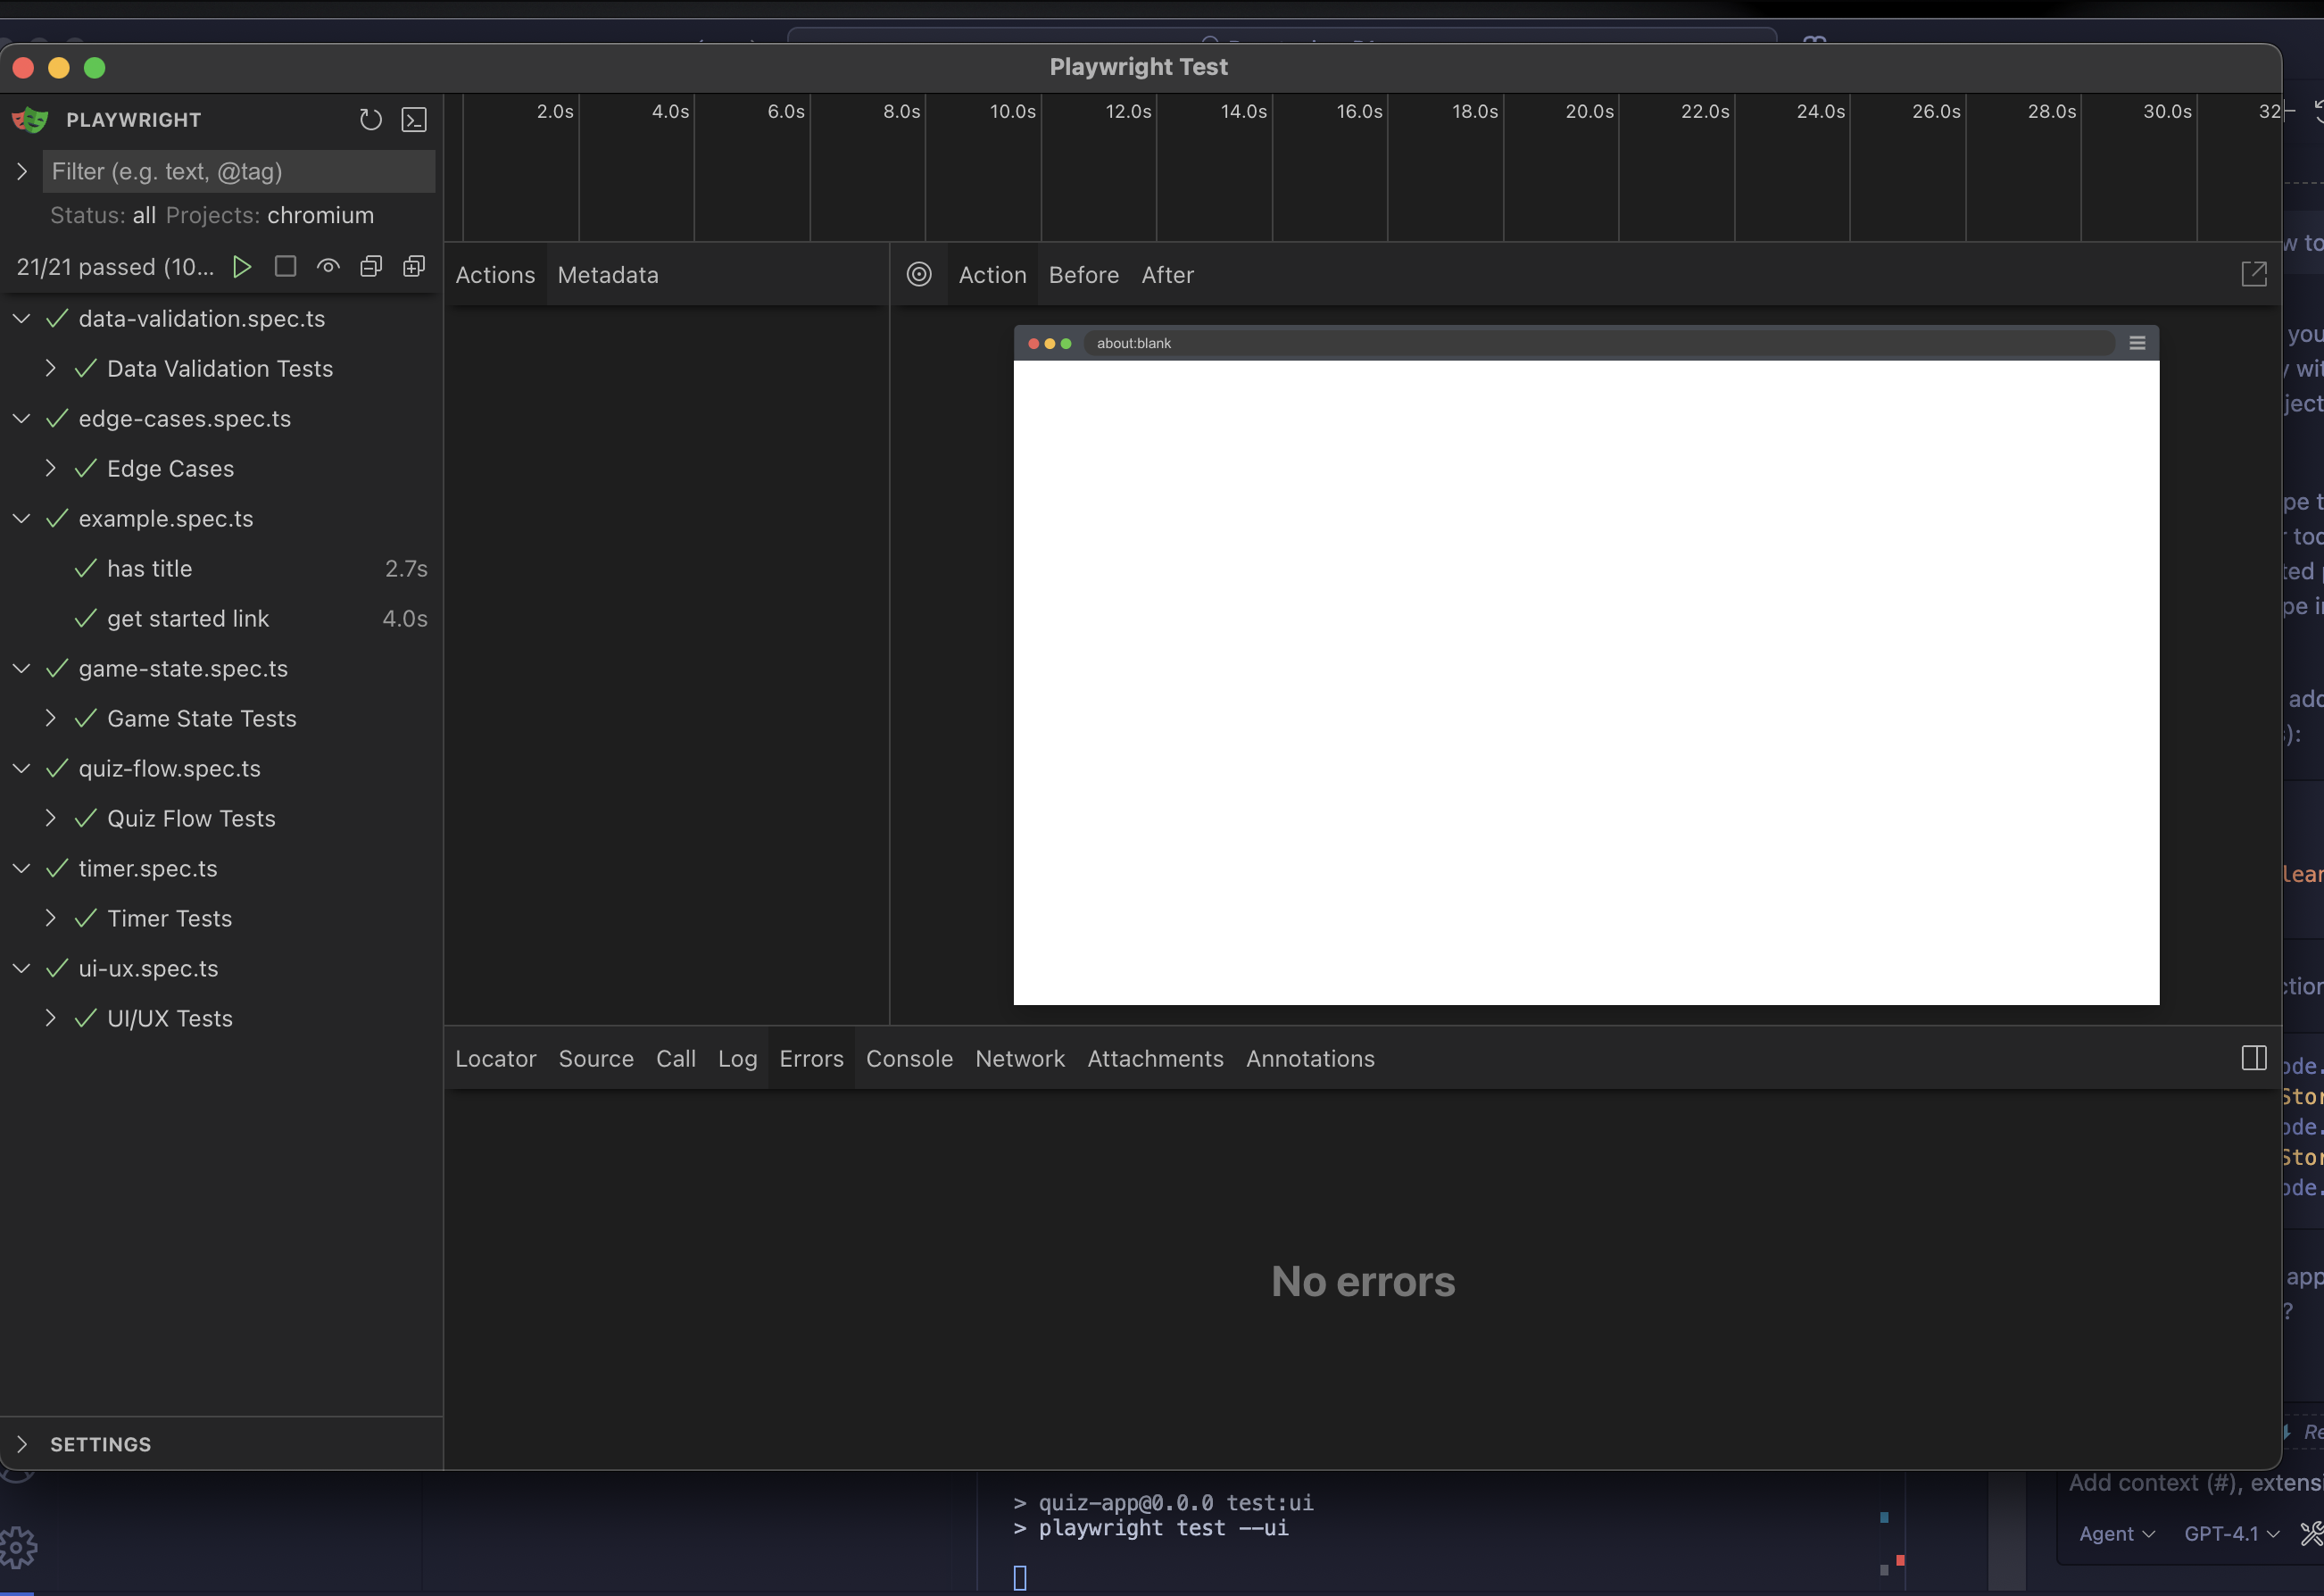 Playwright Test
PLAYWRIGHT
Filter (e.g. text, @tag)
Status: all Projects: chromium
21/21 passed (10...
data-validation.spec.ts
Data Validation Tests
edge-cases.spec.ts
Edge Cases
example.spec.ts
has title 2.7s
get started link 4.0s
game-state.spec.ts
Game State Tests
quiz-flow.spec.ts
Quiz Flow Tests
timer.spec.ts
Timer Tests
ui-ux.spec.ts
UI/UX Tests
SETTINGS
2.0s 4.0s 6.0s 8.0s 10.0s 12.0s 14.0s 16.0s 18.0s 20.0s 22.0s 24.0s 26.0s 28.0s 30.0s 32
Actions Metadata
Action Before After
about:blank
Locator Source Call Log Errors Console Network Attachments Annotations
No errors
> quiz-app@0.0.0 test:ui
> playwright test --ui
Add context (#), extensi
Agent GPT-4.1